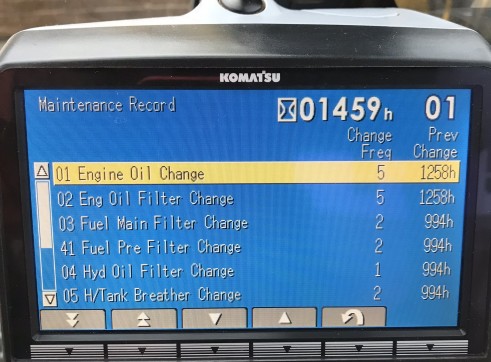 KOMATSU
Maintenance Record 01459h 01
Change Prev
Freq Change
01 Engine Oil Change 5 1258h
02 Eng Oil Filter Change 5 1258h
03 Fuel Main Filter Change 2 994h
41 Fuel Pre Filter Change 2 994h
04 Hyd Oil Filter Change 1 994h
05 H/Tank Breather Change 2 994h